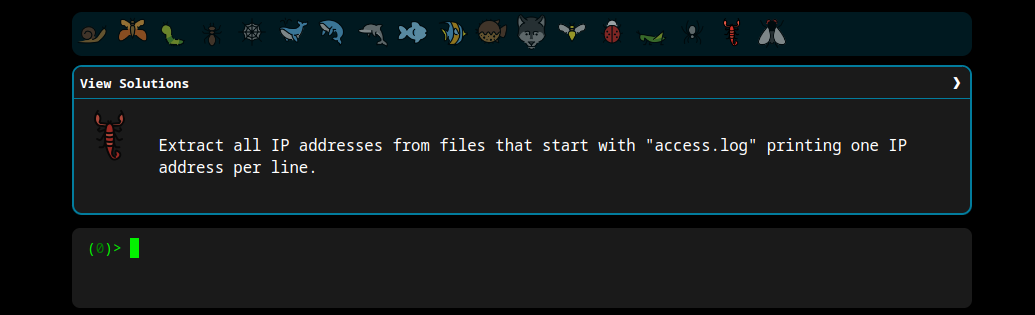 View Solutions ❯
Extract all IP addresses from files that start with "access.log" printing one IP
address per line.
(0)>